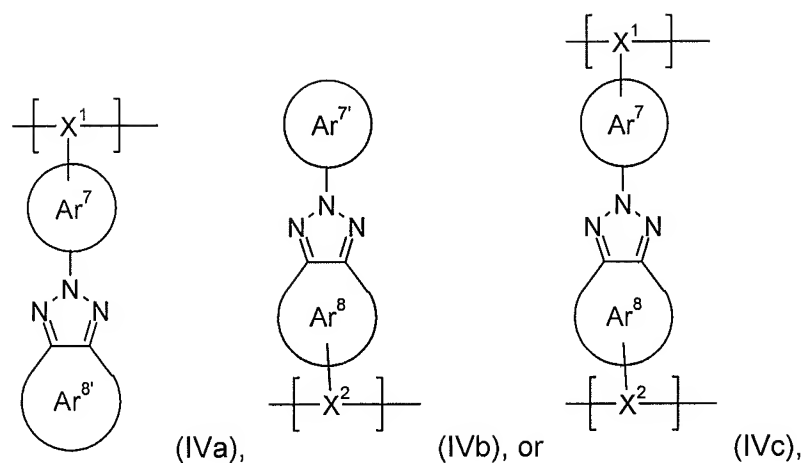 X¹
Ar⁷
N
N N
Ar⁸'
(IVa),
Ar⁷'
N
N N
Ar⁸
X²
(IVb), or
X¹
Ar⁷
N
N N
Ar⁸
X²
(IVc),